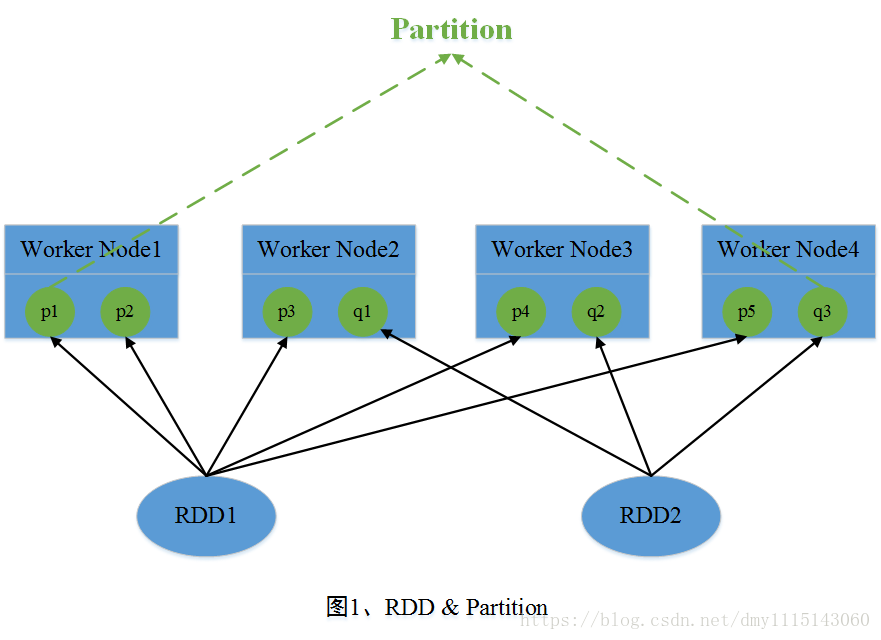 Partition
Worker Node1
Worker Node2
Worker Node3
Worker Node4
p1
p2
p3
q1
p4
q2
p5
q3
RDD1
RDD2
图1、RDD & Partition
https://blog.csdn.net/dmy1115143060